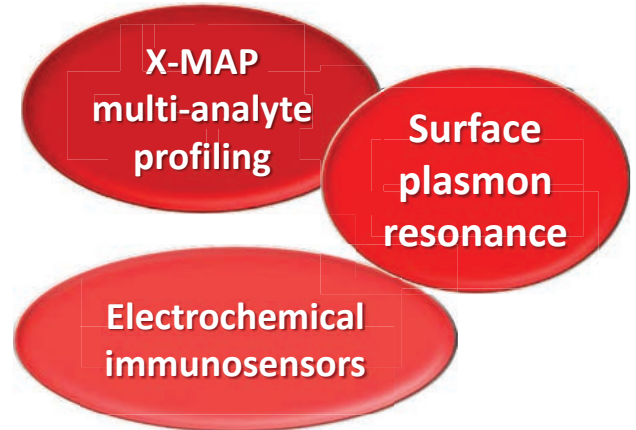 X-MAP
multi-analyte
profiling
Surface
plasmon
resonance
Electrochemical
immunosensors